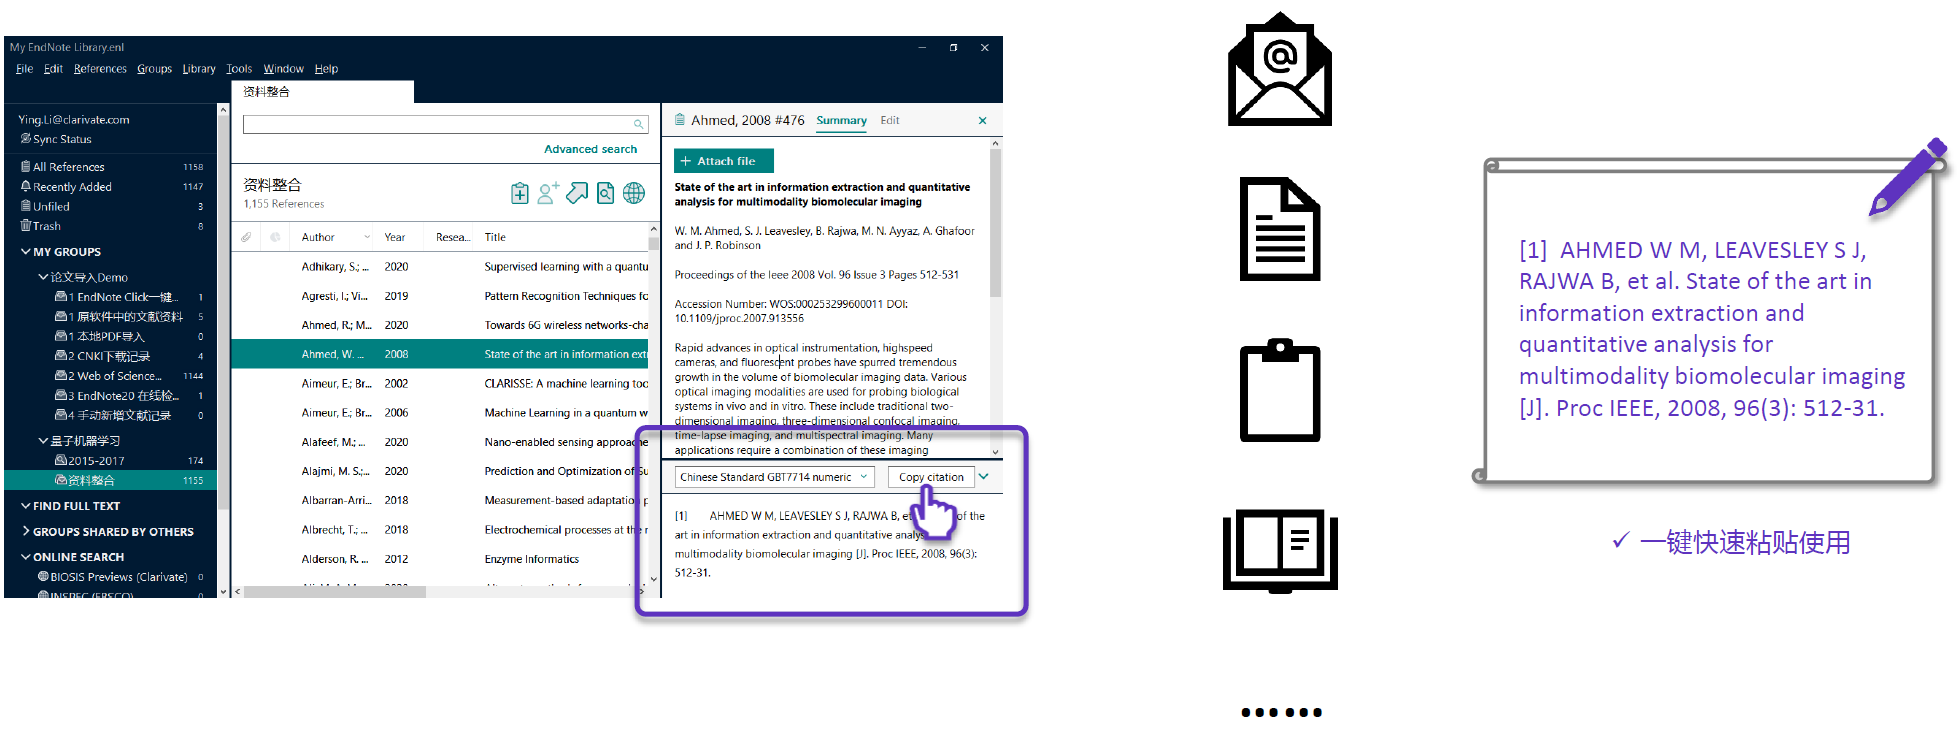 My EndNote Library.enl
File Edit References Groups Library Tools Window Help
资料整合
Ying.Li@clarivate.com
Sync Status
All References 1158
Recently Added 1147
Unfiled 3
Trash 8
MY GROUPS
论文导入Demo
1 EndNote Click一键... 1
1 原软件中的文献资料 5
1 本地PDF导入 0
2 CNKI下载记录 4
2 Web of Science... 1144
3 EndNote20 在线检... 1
4 手动新增文献记录 0
量子机器学习
2015-2017 174
资料整合 1155
FIND FULL TEXT
GROUPS SHARED BY OTHERS
ONLINE SEARCH
BIOSIS Previews (Clarivate) 0
INSPEC (EBSCO) 0
Advanced search
资料整合
1,155 References
Author Year Resea... Title
Adhikary, S.; ... 2020 Supervised learning with a quantu
Agresti, I.; Vi... 2019 Pattern Recognition Techniques fo
Ahmed, R.; M... 2020 Towards 6G wireless networks-cha
Ahmed, W. ... 2008 State of the art in information extr
Aimeur, E.; Br... 2002 CLARISSE: A machine learning too
Aimeur, E.; Br... 2006 Machine Learning in a quantum w
Alafeef, M.; ... 2020 Nano-enabled sensing approache
Alajmi, M. S.;... 2020 Prediction and Optimization of Su
Albarran-Arri... 2018 Measurement-based adaptation p
Albrecht, T.; ... 2018 Electrochemical processes at the n
Alderson, R. ... 2012 Enzyme Informatics
Ahmed, 2008 #476 Summary Edit
+ Attach file
State of the art in information extraction and quantitative
analysis for multimodality biomolecular imaging
W. M. Ahmed, S. J. Leavesley, B. Rajwa, M. N. Ayyaz, A. Ghafoor
and J. P. Robinson
Proceedings of the Ieee 2008 Vol. 96 Issue 3 Pages 512-531
Accession Number: WOS:000253299600011 DOI:
10.1109/jproc.2007.913556
Rapid advances in optical instrumentation, highspeed
cameras, and fluorescent probes have spurred tremendous
growth in the volume of biomolecular imaging data. Various
optical imaging modalities are used for probing biological
systems in vivo and in vitro. These include traditional two-
dimensional imaging, three-dimensional confocal imaging,
time-lapse imaging, and multispectral imaging. Many
applications require a combination of these imaging
Chinese Standard GBT7714 numeric Copy citation
[1] AHMED W M, LEAVESLEY S J, RAJWA B, et of the
art in information extraction and quantitative analys
multimodality biomolecular imaging [J]. Proc IEEE, 2008, 96(3):
512-31.
[1] AHMED W M, LEAVESLEY S J,
RAJWA B, et al. State of the art in
information extraction and
quantitative analysis for
multimodality biomolecular imaging
[J]. Proc IEEE, 2008, 96(3): 512-31.
✓ 一键快速粘贴使用
......